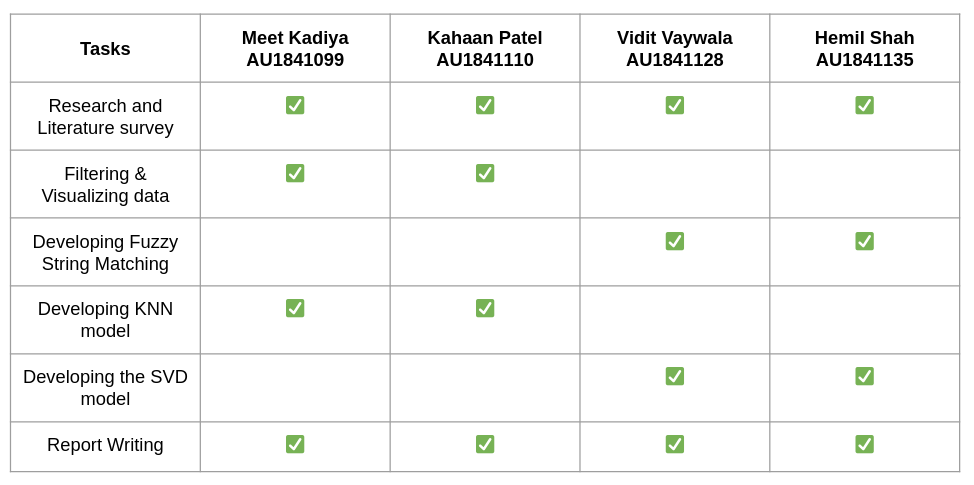 Tasks
Meet Kadiya
AU1841099
Kahaan Patel
AU1841110
Vidit Vaywala
AU1841128
Hemil Shah
AU1841135
Research and
Literature survey
✅ ✅ ✅ ✅
Filtering &
Visualizing data
✅ ✅
Developing Fuzzy
String Matching
✅ ✅
Developing KNN
model
✅ ✅
Developing the SVD
model
✅ ✅
Report Writing
✅ ✅ ✅ ✅